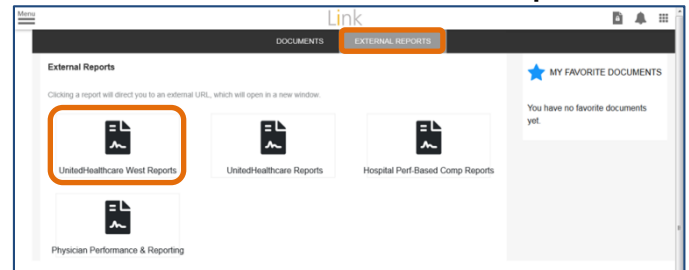 Menu
Link
DOCUMENTS
EXTERNAL REPORTS
External Reports
Clicking a report will direct you to an external URL, which will open in a new window.
UnitedHealthcare West Reports
UnitedHealthcare Reports
Hospital Perf-Based Comp Reports
Physician Performance & Reporting
MY FAVORITE DOCUMENTS
You have no favorite documents
yet.